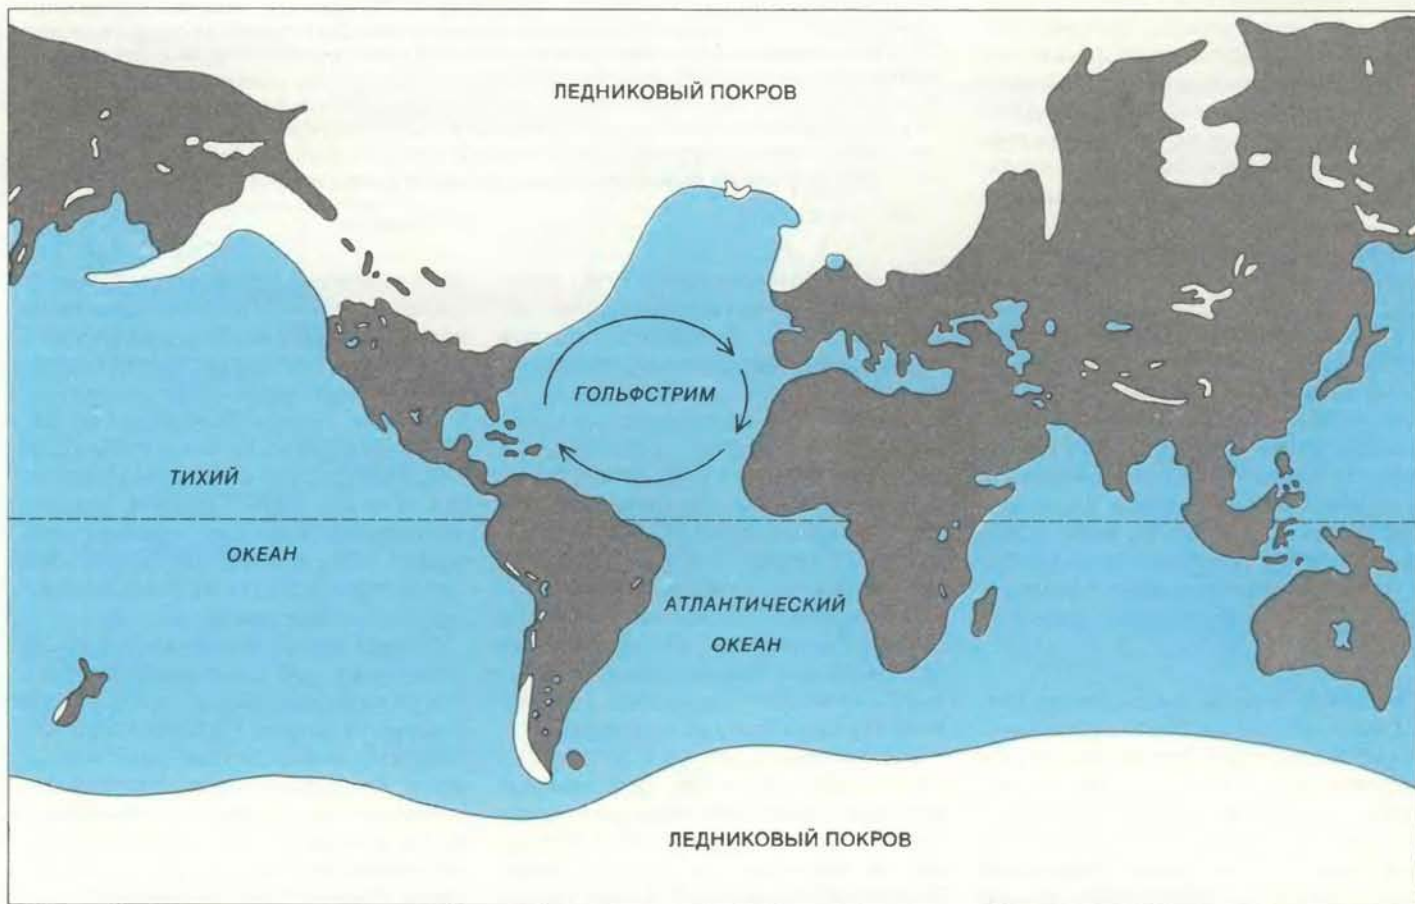 ЛЕДНИКОВЫЙ ПОКРОВ
ГОЛЬФСТРИМ
ТИХИЙ
ОКЕАН
АТЛАНТИЧЕСКИЙ
ОКЕАН
ЛЕДНИКОВЫЙ ПОКРОВ